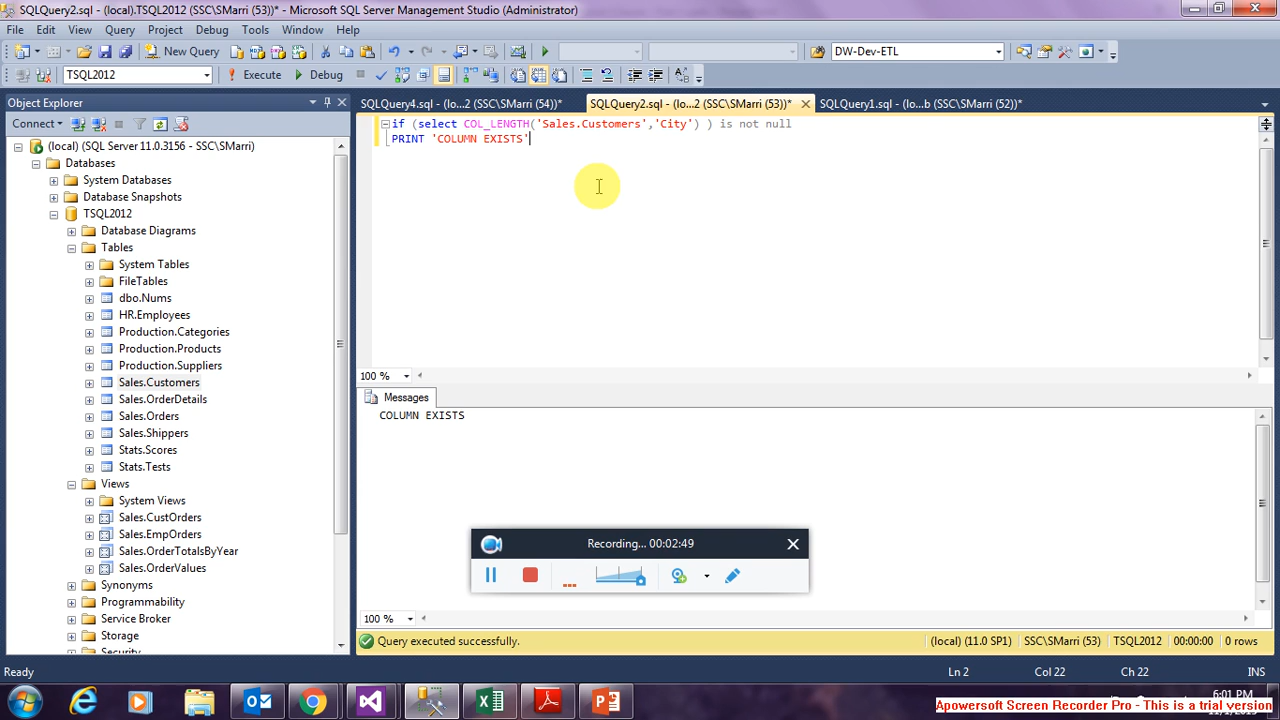 SQLQuery2.sql - (local).TSQL2012 (SSC\SMarri (53))* - Microsoft SQL Server Management Studio (Administrator)
File Edit View Query Project Debug Tools Window Help
New Query DW-Dev-ETL
TSQL2012 Execute Debug
Object Explorer
SQLQuery4.sql - (lo...2 (SSC\SMarri (54))* SQLQuery2.sql - (lo...2 (SSC\SMarri (53))* SQLQuery1.sql - (lo...b (SSC\SMarri (52))*
Connect
(local) (SQL Server 11.0.3156 - SSC\SMarri)
Databases
System Databases
Database Snapshots
TSQL2012
Database Diagrams
Tables
System Tables
FileTables
dbo.Nums
HR.Employees
Production.Categories
Production.Products
Production.Suppliers
Sales.Customers
Sales.OrderDetails
Sales.Orders
Sales.Shippers
Stats.Scores
Stats.Tests
Views
System Views
Sales.CustOrders
Sales.EmpOrders
Sales.OrderTotalsByYear
Sales.OrderValues
Synonyms
Programmability
Service Broker
Storage
Security
if (select COL_LENGTH('Sales.Customers','City') ) is not null
PRINT 'COLUMN EXISTS'
100 %
Messages
COLUMN EXISTS
Recording... 00:02:49
100 %
Query executed successfully. (local) (11.0 SP1) SSC\SMarri (53) TSQL2012 00:00:00 0 rows
Ready Ln 2 Col 22 Ch 22 INS
6:01 PM
Apowersoft Screen Recorder Pro - This is a trial version